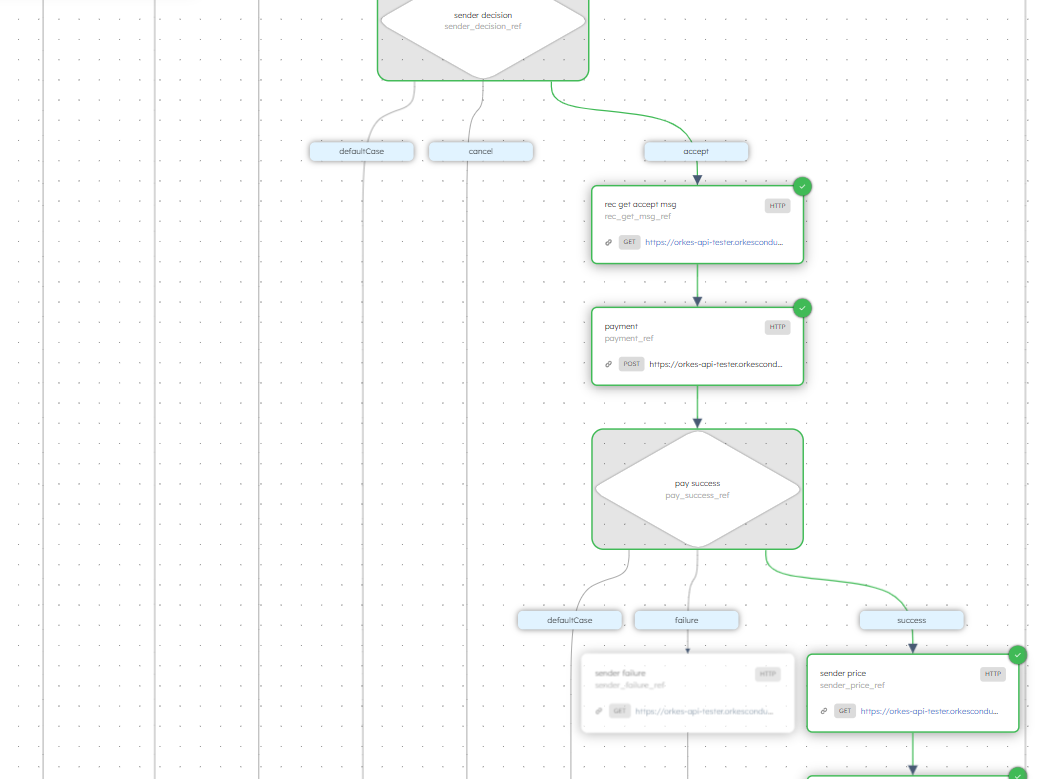 sender decision
sender_decision_ref
defaultCase
cancel
accept
rec get accept msg
HTTP
rec_get_msg_ref
GET
https://orkes-api-tester.orkescondu...
payment
HTTP
payment_ref
POST
https://orkes-api-tester.orkescond...
pay success
pay_success_ref
defaultCase
failure
success
sender failure
HTTP
sender_failure_ref
GET
https://orkes-api-tester.orkescondu...
sender price
HTTP
sender_price_ref
GET
https://orkes-api-tester.orkescondu...